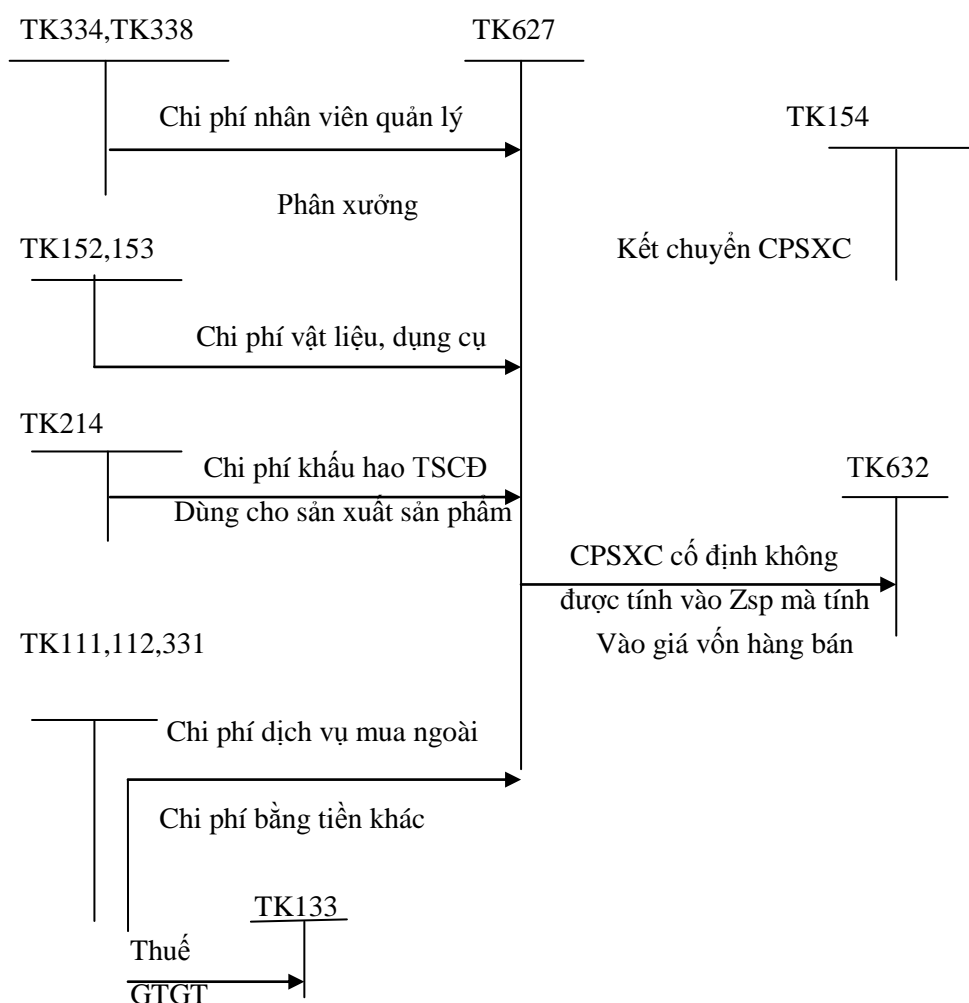 TK334,TK338
TK627
Chi phí nhân viên quản lý
TK154
Phân xưởng
TK152,153
Kết chuyển CPSXC
Chi phí vật liệu, dụng cụ
TK214
Chi phí khấu hao TSCĐ
TK632
Dùng cho sản xuất sản phẩm
CPSXC cố định không
được tính vào Zsp mà tính
TK111,112,331
Vào giá vốn hàng bán
Chi phí dịch vụ mua ngoài
Chi phí bằng tiền khác
TK133
Thuế
GTGT